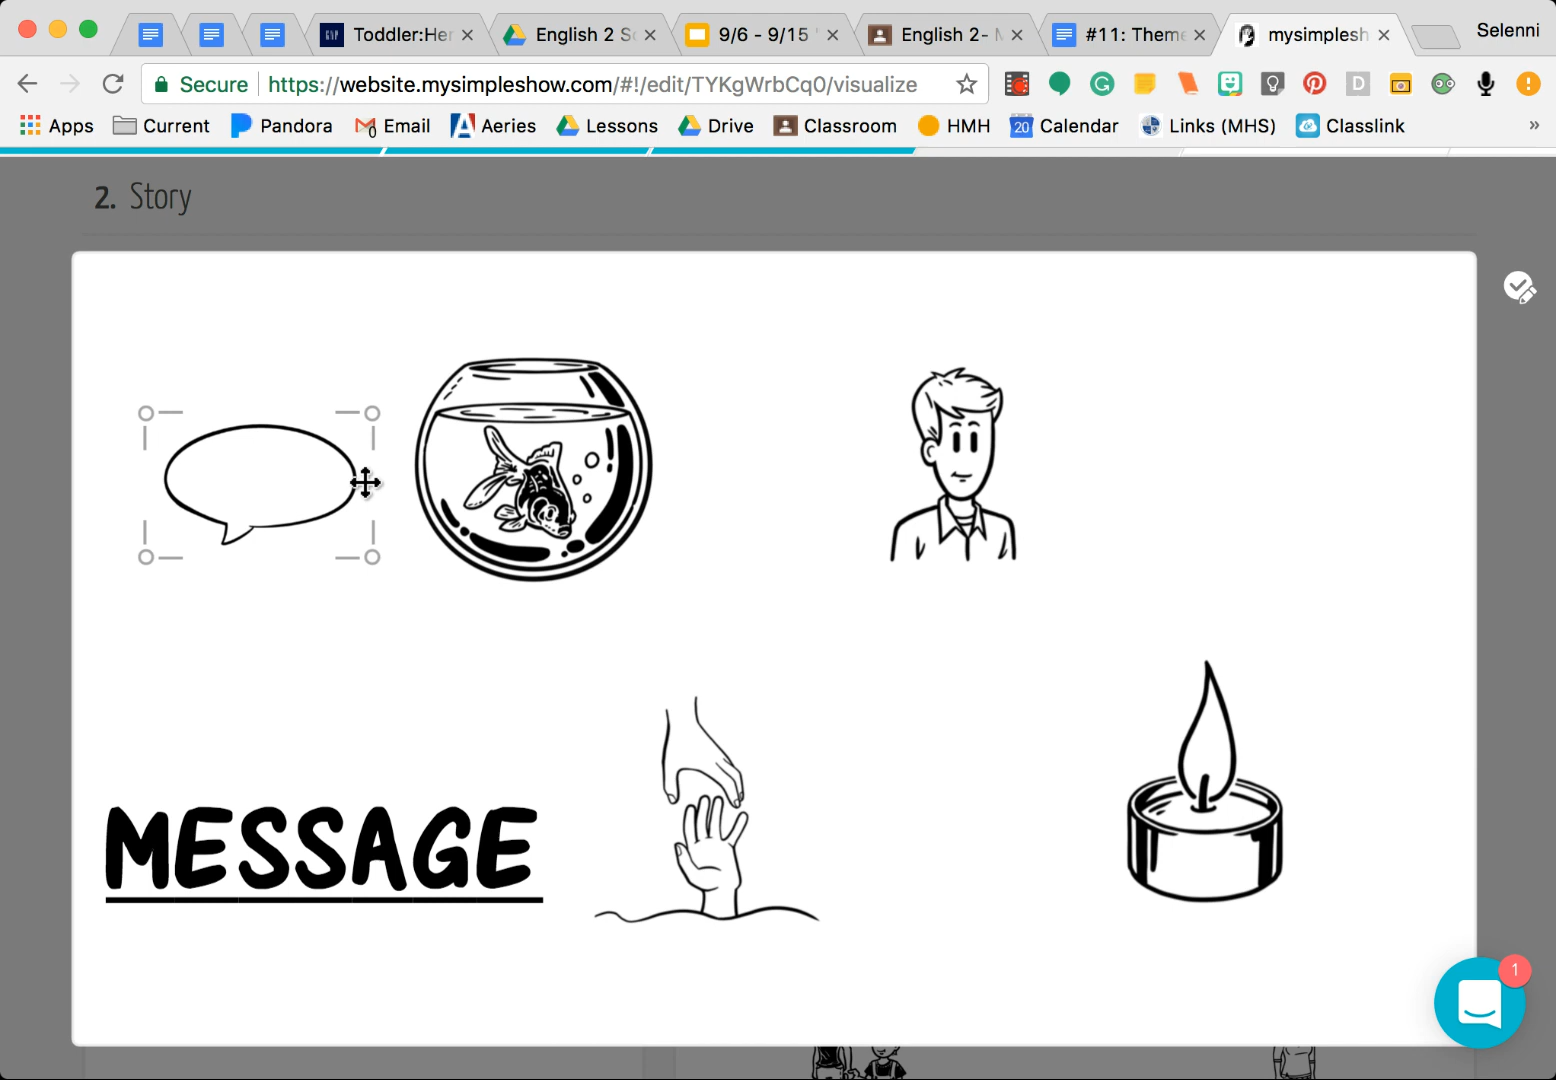 Toddler:Her
English 2 Sc
9/6 - 9/15
English 2- M
#11: Theme
mysimplesh
Selenni
Secure
https://website.mysimpleshow.com/#!/edit/TYKgWrbCq0/visualize
D
Apps
Current
Pandora
Email
Aeries
Lessons
Drive
Classroom
HMH
20
Calendar
Links (MHS)
Classlink
»
2. Story
MESSAGE
1